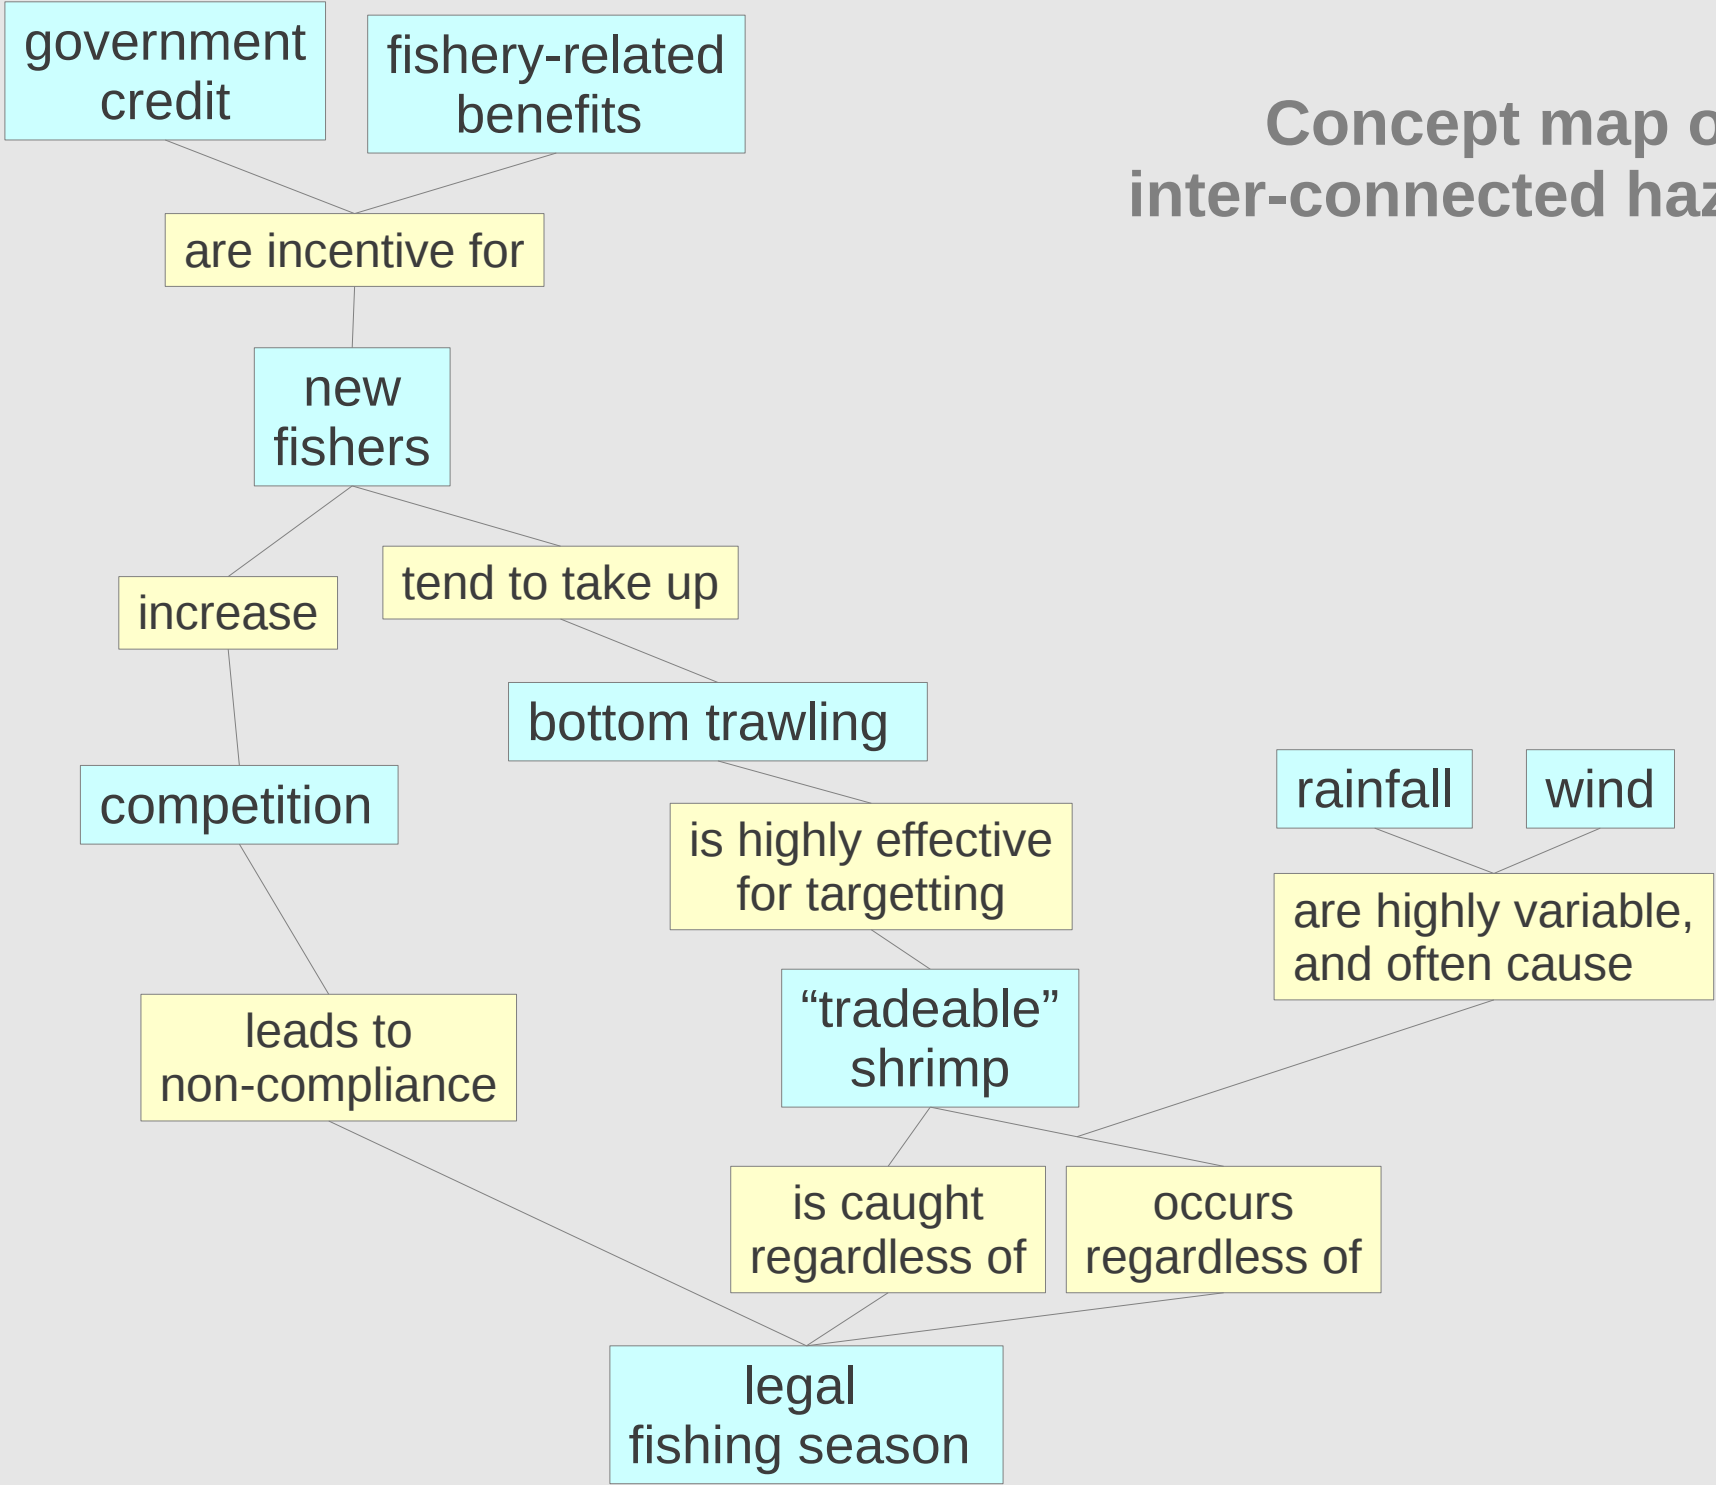 government
credit
fishery-related
benefits
Concept map o
inter-connected haz
are incentive for
new
fishers
increase
tend to take up
bottom trawling
competition
rainfall
wind
is highly effective
for targetting
are highly variable,
and often cause
leads to
non-compliance
“tradeable”
shrimp
is caught
regardless of
occurs
regardless of
legal
fishing season